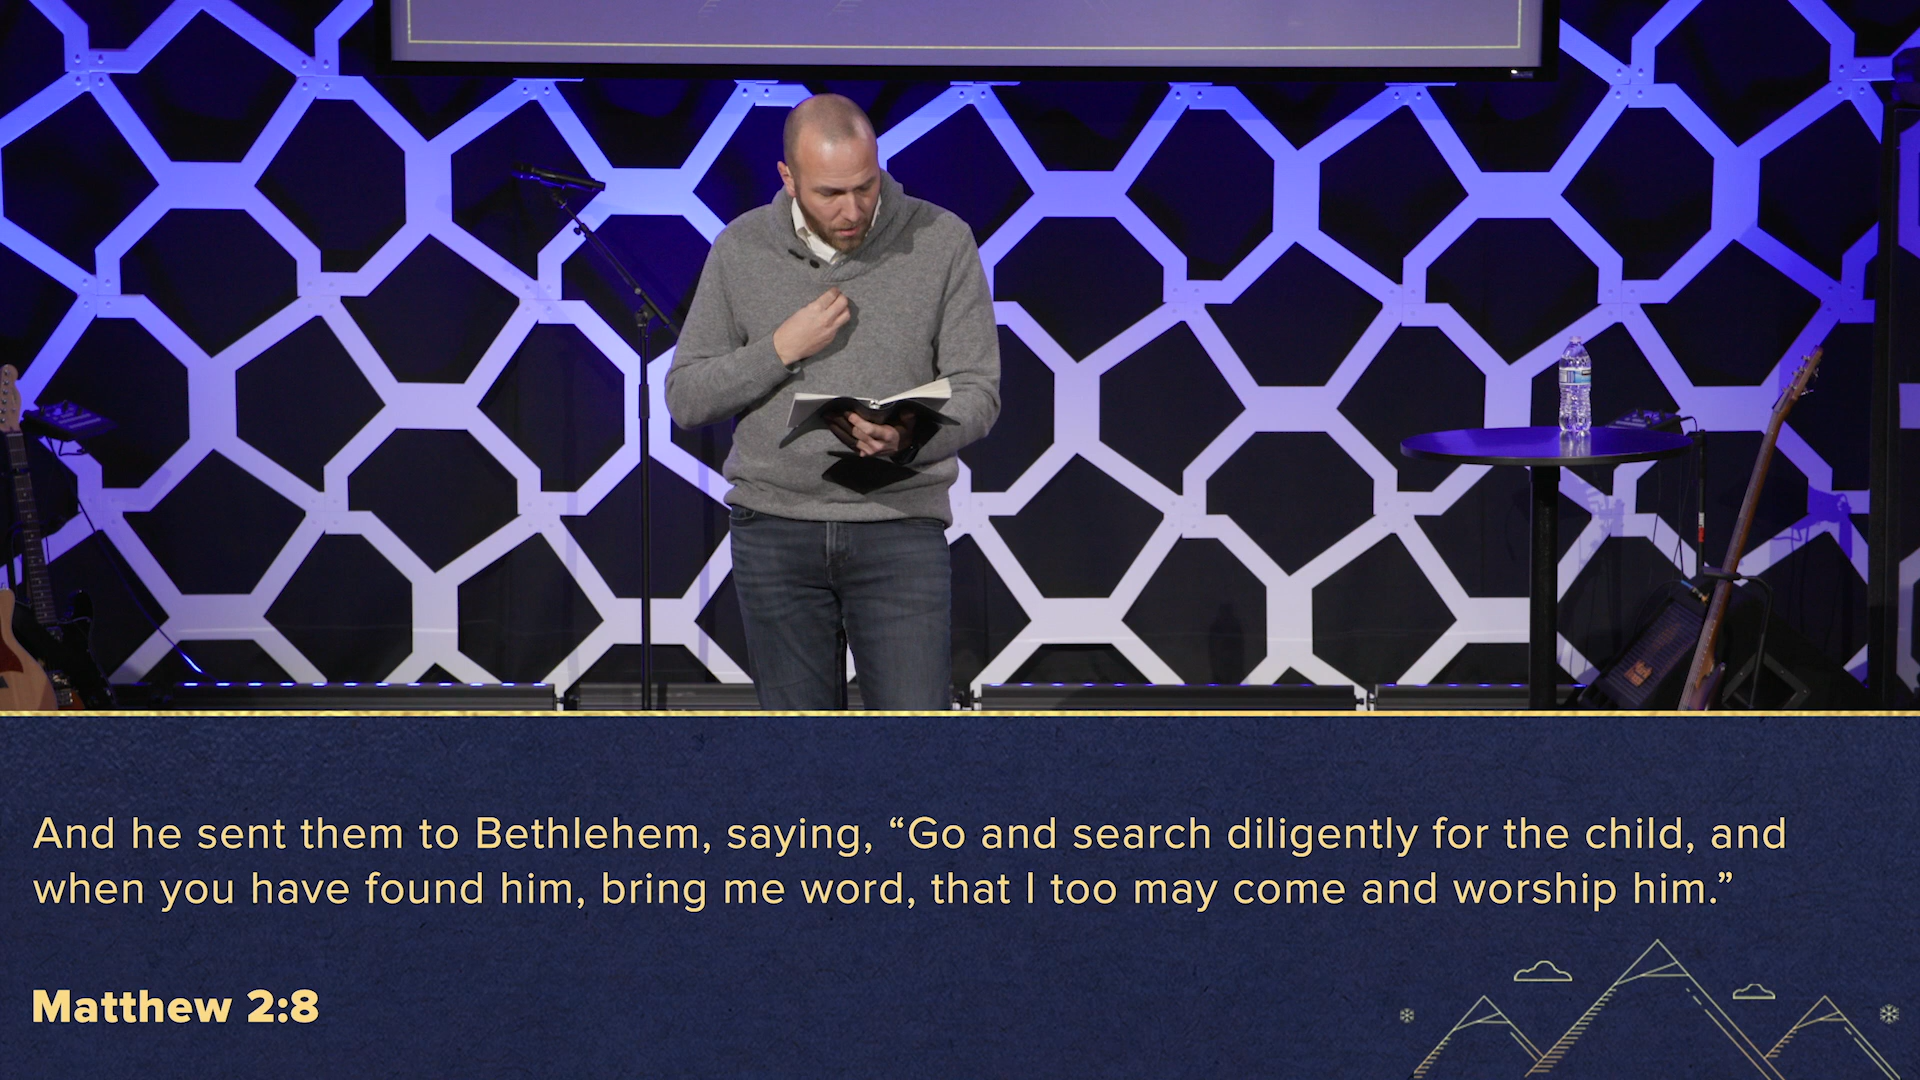 And he sent them to Bethlehem, saying, “Go and search diligently for the child, and
when you have found him, bring me word, that I too may come and worship him.”
Matthew 2:8